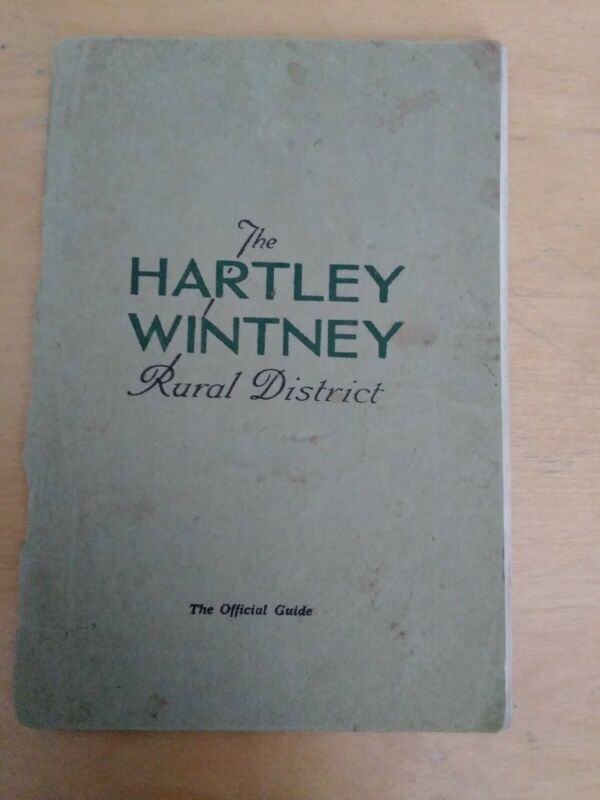 The
HARTLEY
WINTNEY
Rural District
The Official Guide